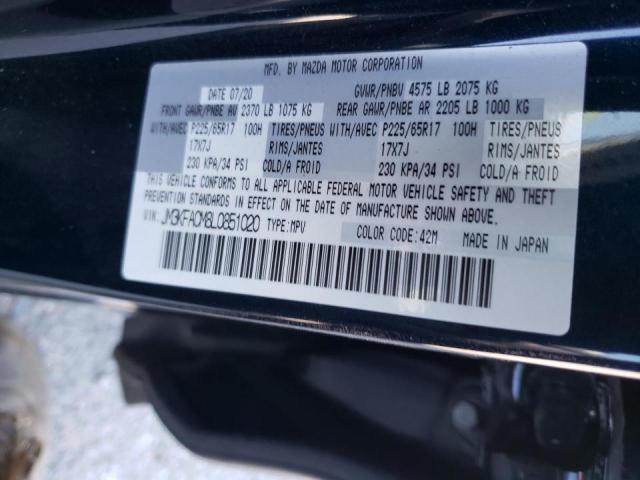 MFD. BY MAZDA MOTOR CORPORATION
DATE 07/20 GVWR/PNBV 4575 LB 2075 KG
FRONT GAWR/PNBE AV 2370 LB 1075 KG REAR GAWR/PNBE AR 2205 LB 1000 KG
WITH/AVEC P225/65R17 100H TIRES/PNEUS WITH/AVEC P225/65R17 100H TIRES/PNEUS
17X7J RIMS/JANTES 17X7J RIMS/JANTES
230 KPA/34 PSI COLD/A FROID 230 KPA/34 PSI COLD/A FROID
THIS VEHICLE CONFORMS TO ALL APPLICABLE FEDERAL MOTOR VEHICLE SAFETY AND THEFT
PREVENTION STANDARDS IN EFFECT ON THE DATE OF MANUFACTURE SHOWN ABOVE.
VIN: JM3KFACM8L0851020 TYPE:MPV COLOR CODE:42M MADE IN JAPAN